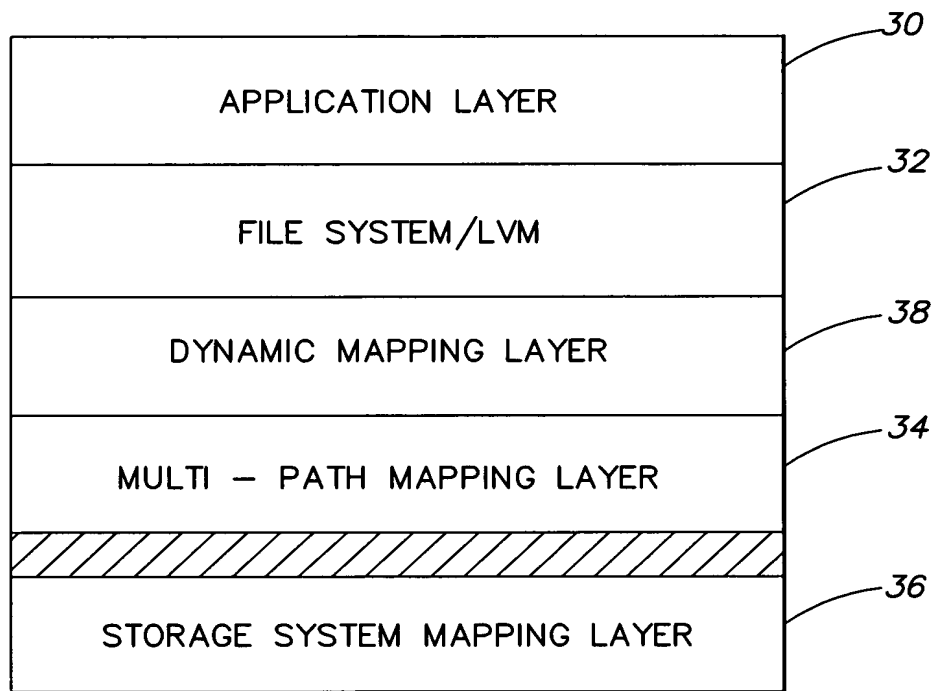 30
APPLICATION LAYER
32
FILE SYSTEM/LVM
38
DYNAMIC MAPPING LAYER
34
MULTI – PATH MAPPING LAYER
36
STORAGE SYSTEM MAPPING LAYER